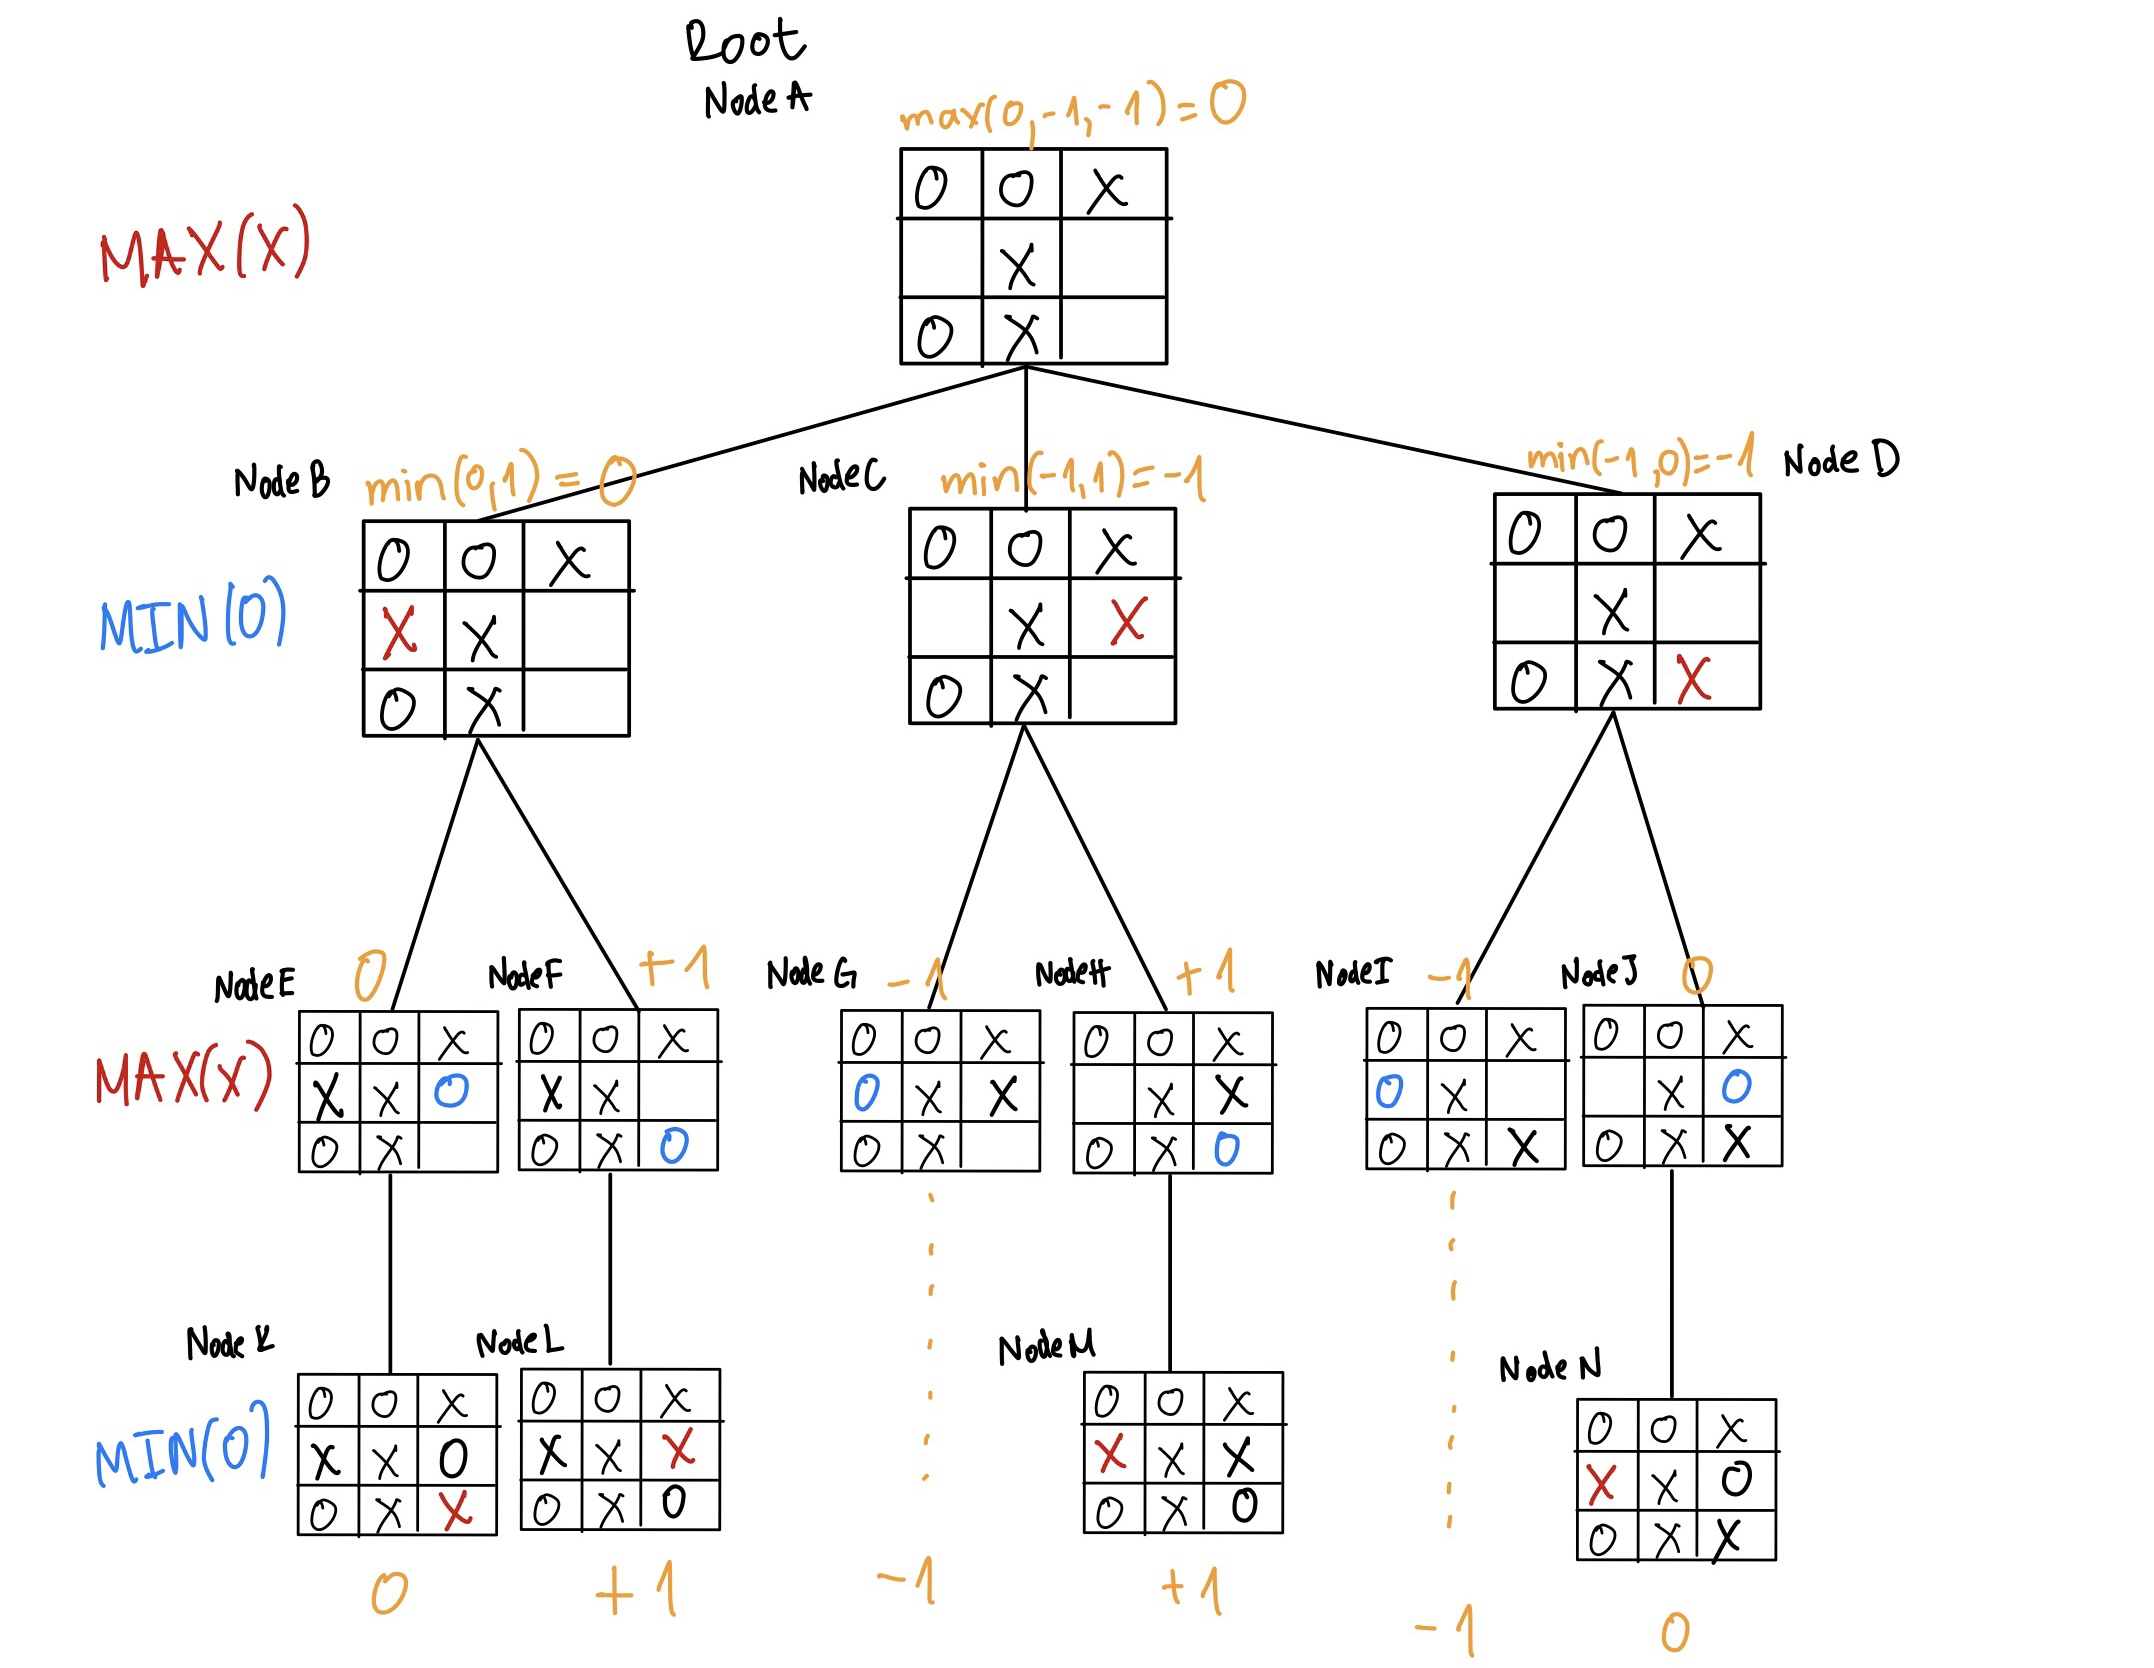 Root
Node A
max(0,-1,-1)=0
O O X
MAX(X)
X
O X
Node B
min(0,1)=0
Node C
min(-1,1)=-1
min(-1,0)=-1
Node D
O O X
O O X
O O X
MIN(O)
X X
X X
X
O X
O X
O X X
Node E
0
Node F
+1
Node G
-1
Node H
+1
Node I
-1
Node J
0
O O X
O O X
O O X
O O X
O O X
O O X
MAX(X)
X X O
X X
O X X
X X
O X
X O
O X
O X O
O X
O X O
O X X
O X X
Node K
Node L
Node M
Node N
O O X
O O X
O O X
O O X
MIN(O)
X X O
X X X
X X X
X X O
O X X
O X O
O X O
O X X
0
+1
-1
+1
-1
0